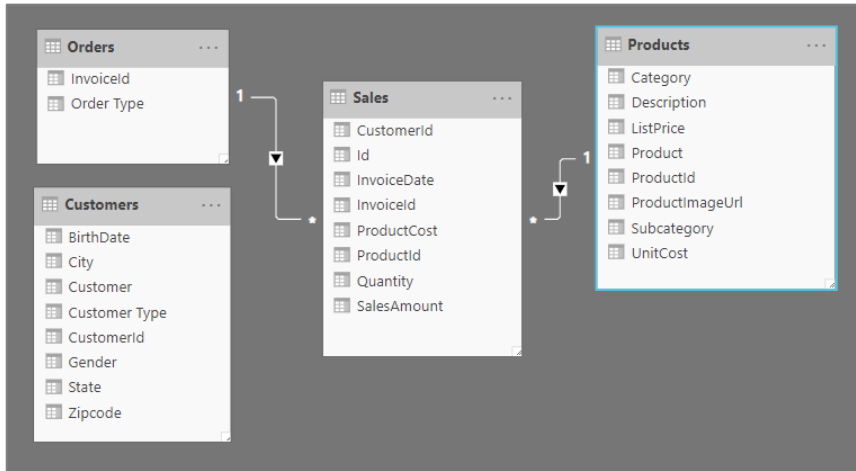 Orders ...
InvoiceId
Order Type
Customers ...
BirthDate
City
Customer
Customer Type
CustomerId
Gender
State
Zipcode
1
*
Sales ...
CustomerId
Id
InvoiceDate
InvoiceId
ProductCost
ProductId
Quantity
SalesAmount
*
1
Products ...
Category
Description
ListPrice
Product
ProductId
ProductImageUrl
Subcategory
UnitCost